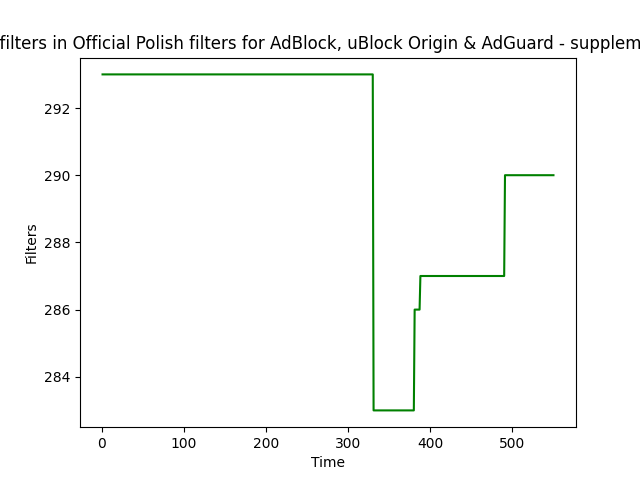 filters in Official Polish filters for AdBlock, uBlock Origin & AdGuard - supplem
292
290
288
286
284
Filters
0 100 200 300 400 500
Time